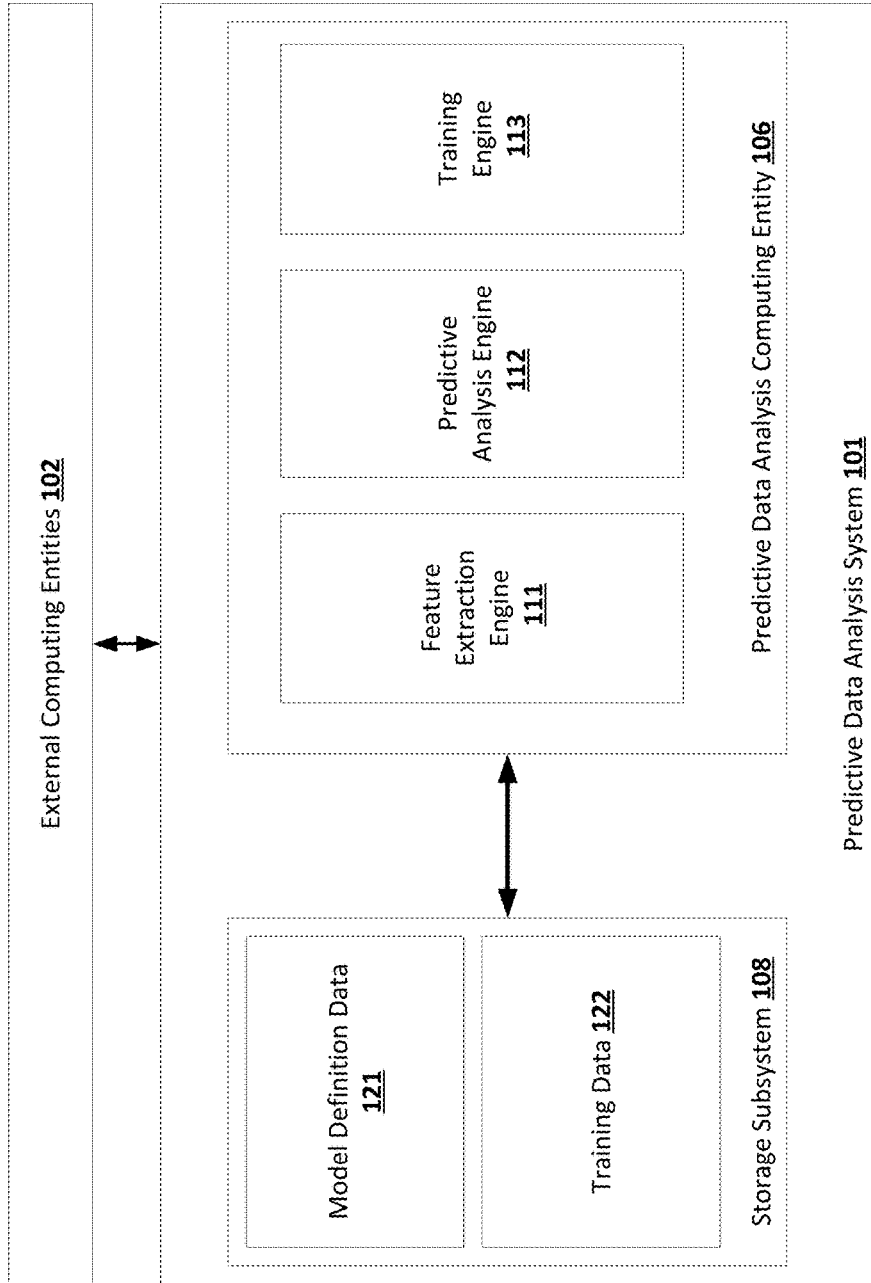 External Computing Entities 102
Model Definition Data
121
Training Data 122
Storage Subsystem 108
Feature
Extraction
Engine
111
Predictive
Analysis Engine
112
Training
Engine
113
Predictive Data Analysis Computing Entity 106
Predictive Data Analysis System 101